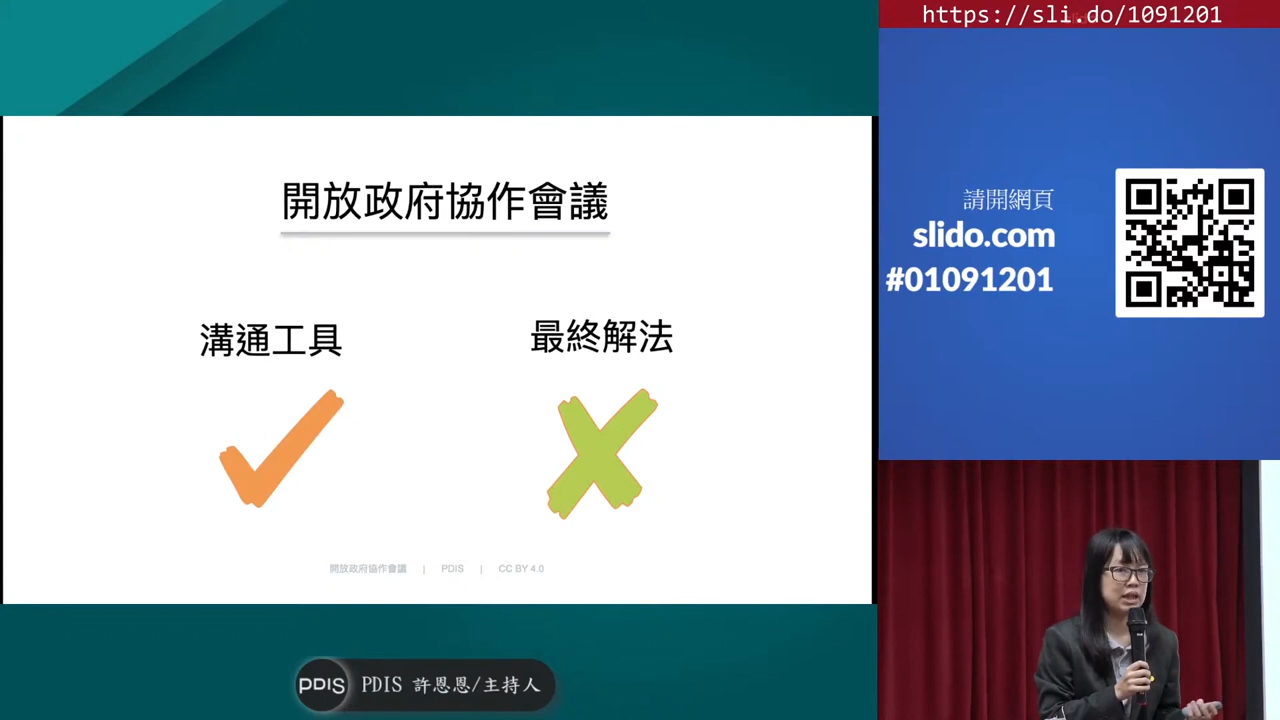 https://sli.do/1091201
開放政府協作會議
溝通工具
最終解法
開放政府協作會議 | PDIS | CC BY 4.0
請開網頁
slido.com
#01091201
PDIS PDIS 許恩恩/主持人